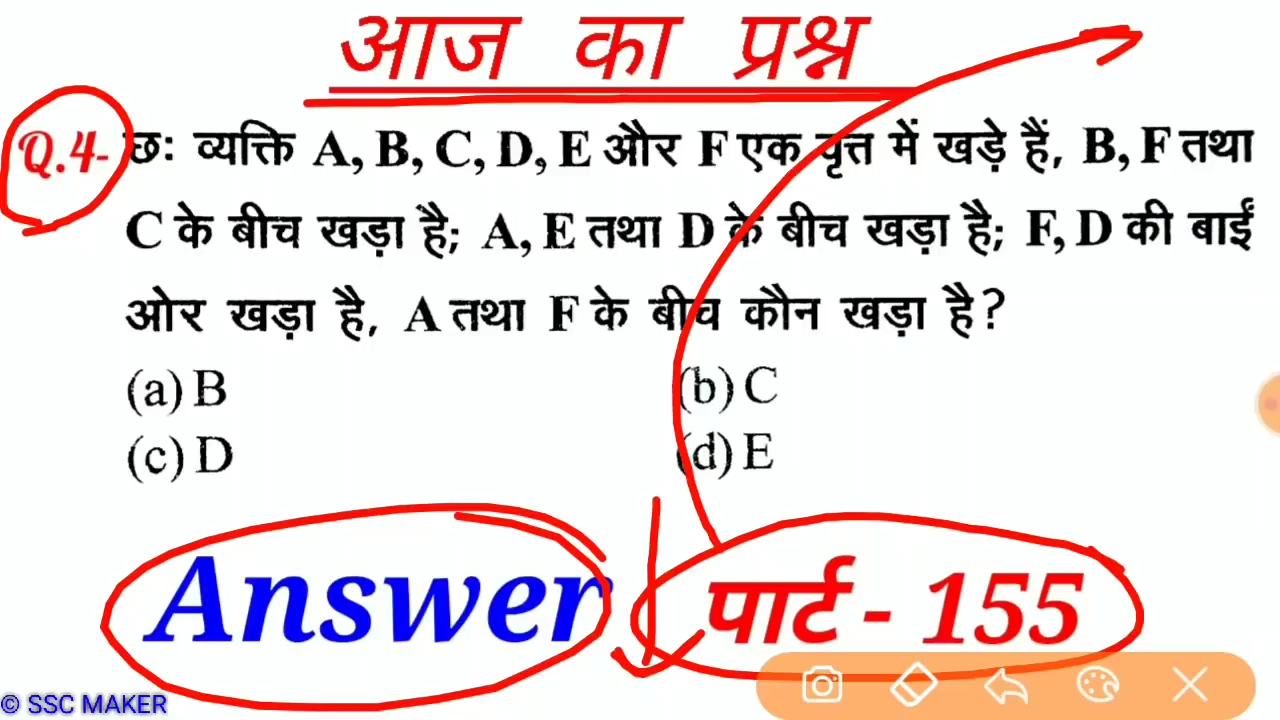 आज का प्रश्न
Q.4- छः व्यक्ति A, B, C, D, E और F एक वृत्त में खड़े हैं, B, F तथा
C के बीच खड़ा है; A, E तथा D के बीच खड़ा है; F, D की बाईं
ओर खड़ा है, A तथा F के बीच कौन खड़ा है?
(a) B (b) C
(c) D (d) E
Answer पार्ट - 155
© SSC MAKER